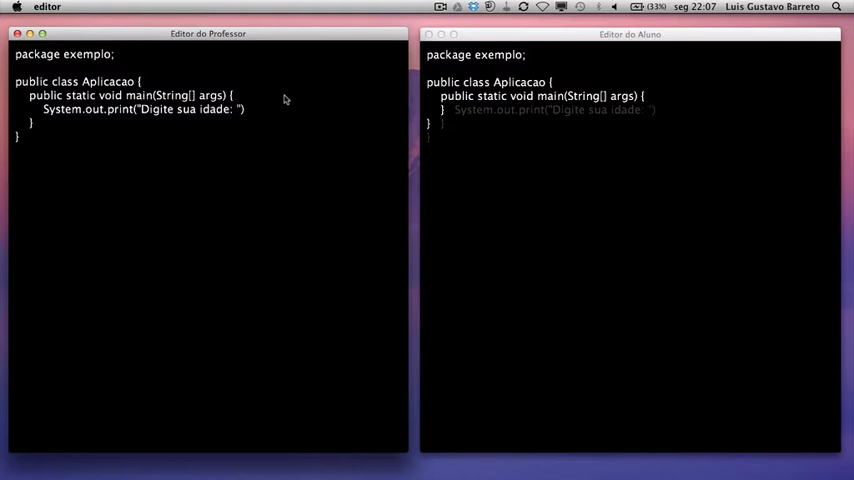 editor
(33%) seg 22:07 Luis Gustavo Barreto
Editor do Professor
package exemplo;
public class Aplicacao {
public static void main(String[] args) {
System.out.print("Digite sua idade: ")
}
}
Editor do Aluno
package exemplo;
public class Aplicacao {
public static void main(String[] args) {
} System.out.print("Digite sua idade: ")
} }
}